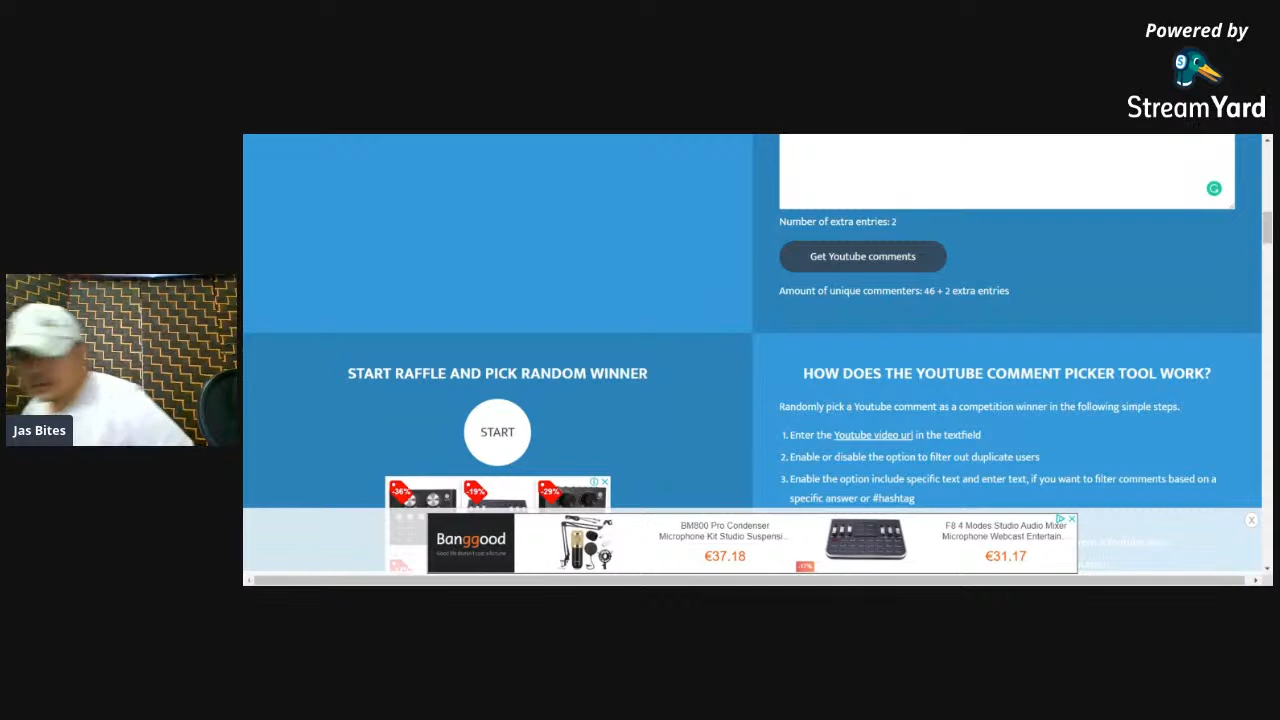 Powered by
StreamYard
Number of extra entries: 2
Get Youtube comments
Amount of unique commenters: 46 + 2 extra entries
START RAFFLE AND PICK RANDOM WINNER
START
HOW DOES THE YOUTUBE COMMENT PICKER TOOL WORK?
Randomly pick a Youtube comment as a competition winner in the following simple steps.
1. Enter the Youtube video url in the textfield
2. Enable or disable the option to filter out duplicate users
3. Enable the option include specific text and enter text, if you want to filter comments based on a
specific answer or #hashtag
-36%
-19%
-29%
Banggood
BM800 Pro Condenser
Microphone Kit Studio Suspensi...
€37.18
-17%
F8 4 Modes Studio Audio Mixer
Microphone Webcast Entertain...
€31.17
X
Jas Bites